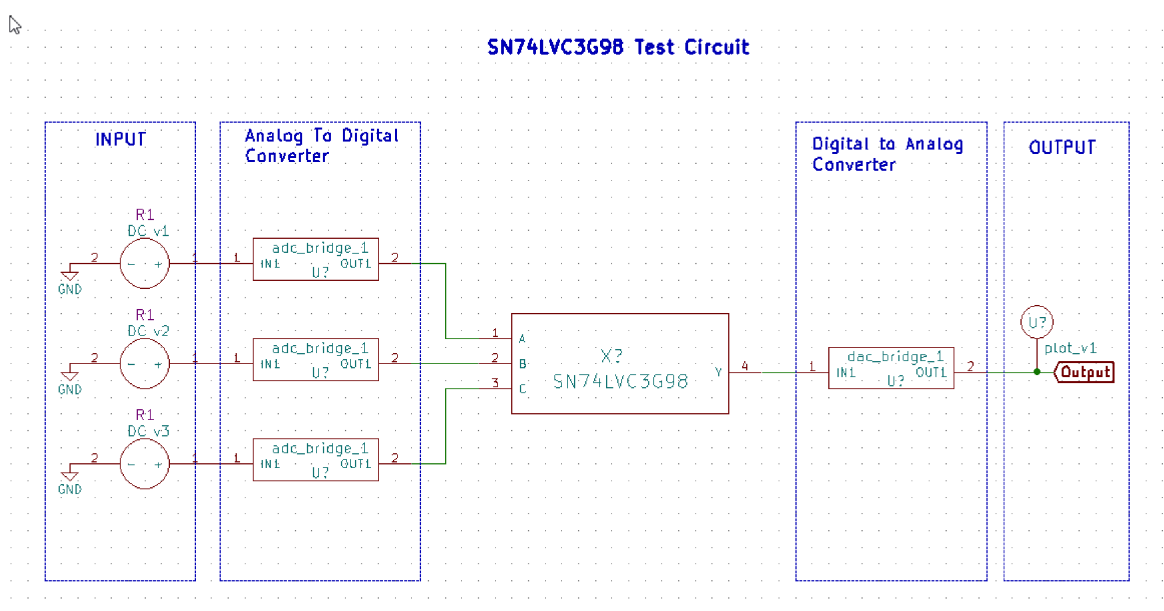 SN74LVC3G98 Test Circuit
INPUT
R1
DC v1
2
- +
1
GND
R1
DC v2
2
- +
1
GND
R1
DC v3
2
- +
1
GND
Analog To Digital
Converter
adc_bridge_1
1 IN1 OUT1 2
U?
adc_bridge_1
1 IN1 OUT1 2
U?
adc_bridge_1
1 IN1 OUT1 2
U?
1 A
2 B
3 C
X?
SN74LVC3G98
Y 4
Digital to Analog
Converter
dac_bridge_1
1 IN1 OUT1 2
U?
OUTPUT
U?
plot_v1
Output